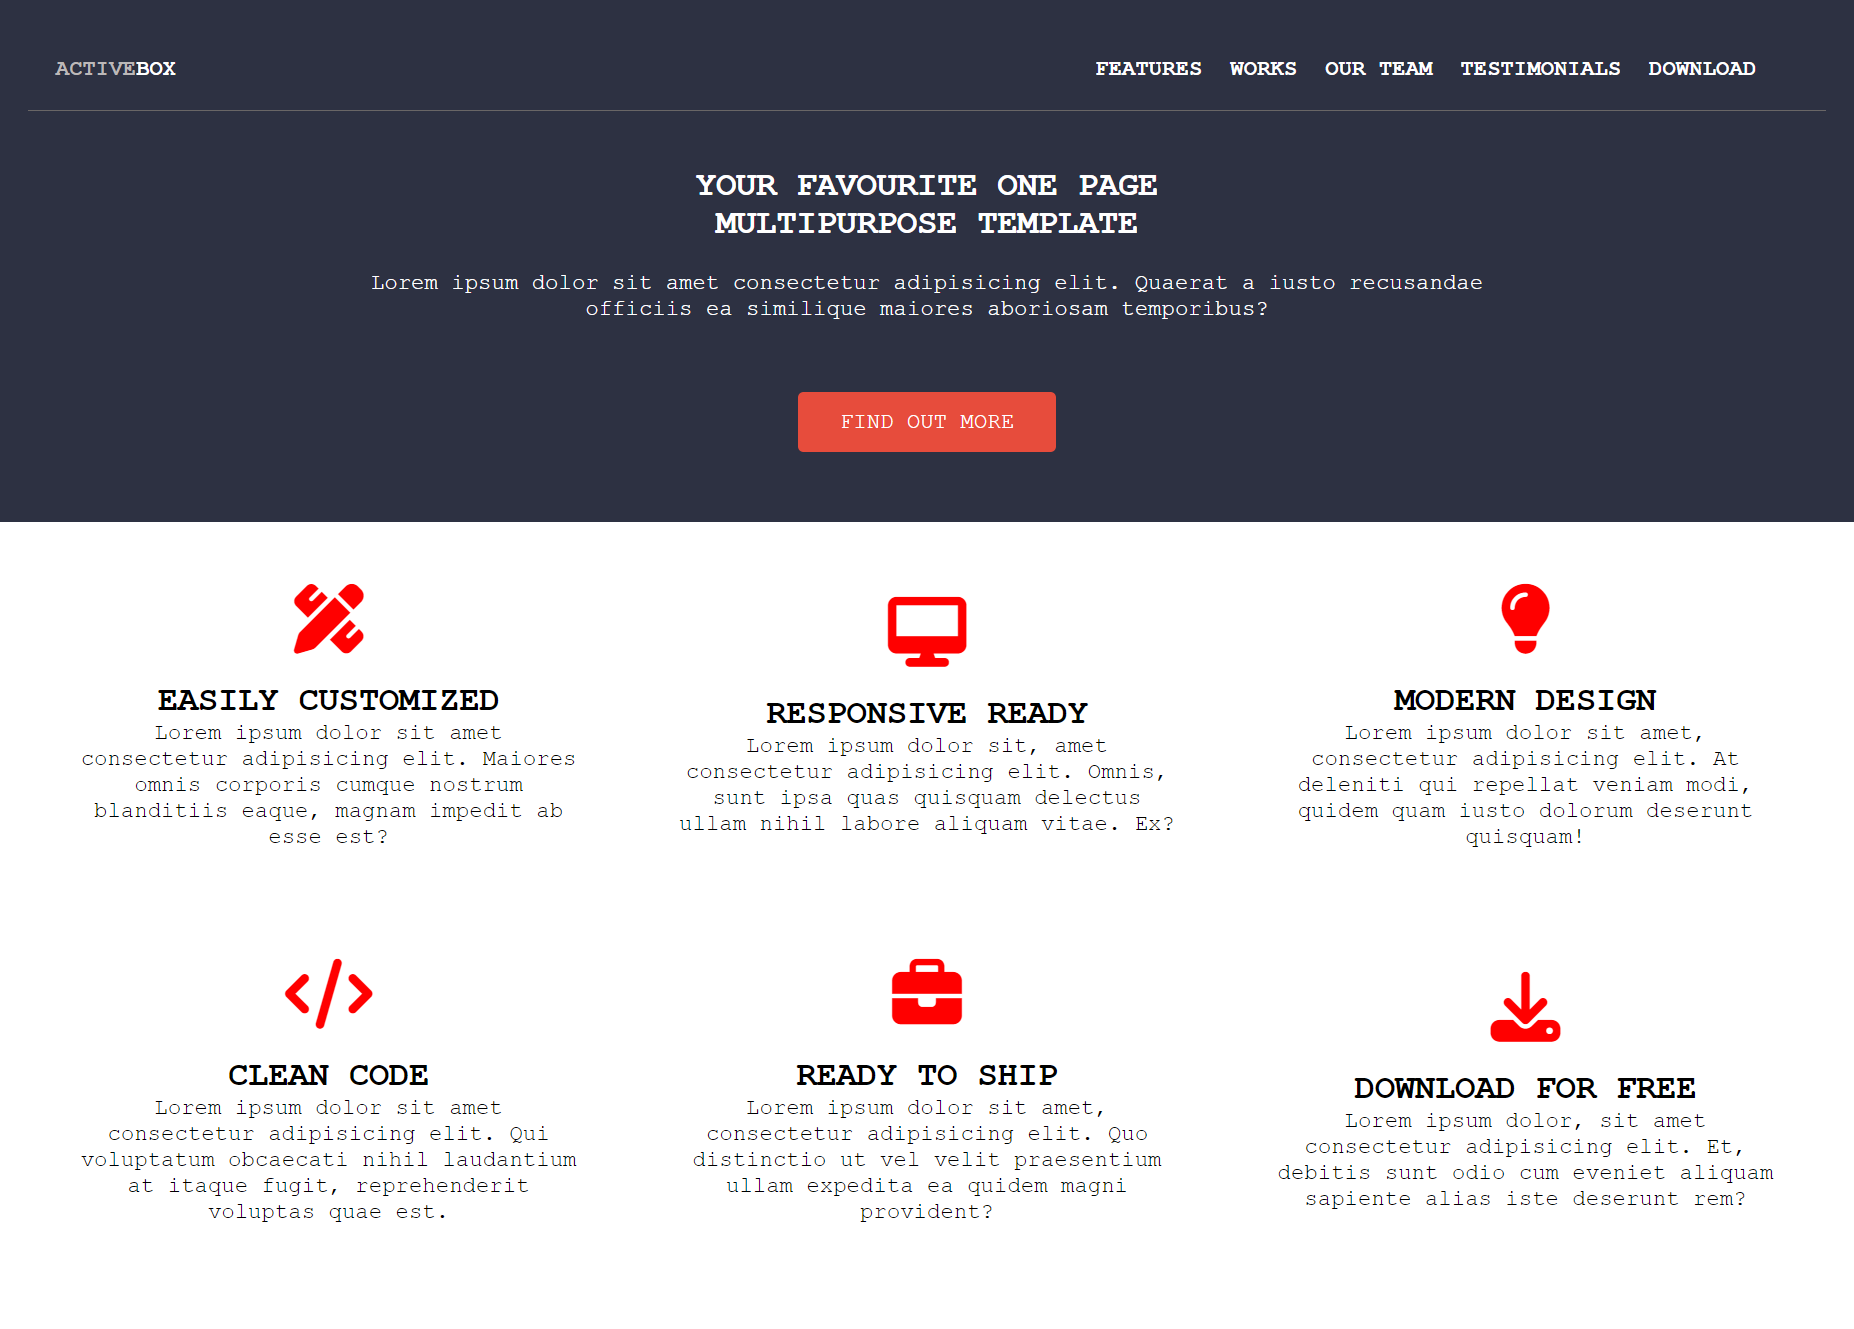 ACTIVEBOX
FEATURES WORKS OUR TEAM TESTIMONIALS DOWNLOAD
YOUR FAVOURITE ONE PAGE
MULTIPURPOSE TEMPLATE
Lorem ipsum dolor sit amet consectetur adipisicing elit. Quaerat a iusto recusandae
officiis ea similique maiores aboriosam temporibus?
FIND OUT MORE
EASILY CUSTOMIZED
Lorem ipsum dolor sit amet
consectetur adipisicing elit. Maiores
omnis corporis cumque nostrum
blanditiis eaque, magnam impedit ab
esse est?
RESPONSIVE READY
Lorem ipsum dolor sit, amet
consectetur adipisicing elit. Omnis,
sunt ipsa quas quisquam delectus
ullam nihil labore aliquam vitae. Ex?
MODERN DESIGN
Lorem ipsum dolor sit amet,
consectetur adipisicing elit. At
deleniti qui repellat veniam modi,
quidem quam iusto dolorum deserunt
quisquam!
CLEAN CODE
Lorem ipsum dolor sit amet
consectetur adipisicing elit. Qui
voluptatum obcaecati nihil laudantium
at itaque fugit, reprehenderit
voluptas quae est.
READY TO SHIP
Lorem ipsum dolor sit amet,
consectetur adipisicing elit. Quo
distinctio ut vel velit praesentium
ullam expedita ea quidem magni
provident?
DOWNLOAD FOR FREE
Lorem ipsum dolor, sit amet
consectetur adipisicing elit. Et,
debitis sunt odio cum eveniet aliquam
sapiente alias iste deserunt rem?